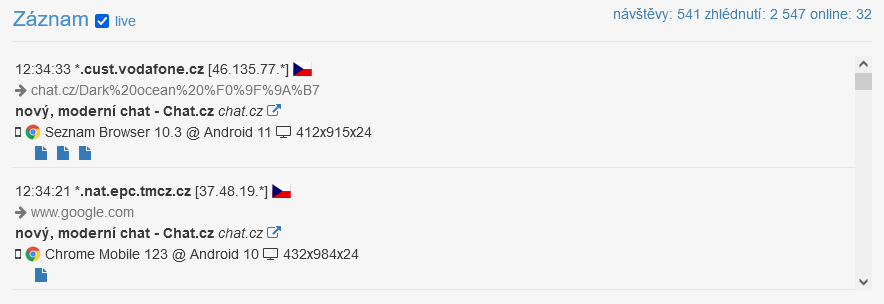 Záznam live
návštěvy: 541 zhlédnutí: 2 547 online: 32
12:34:33 *.cust.vodafone.cz [46.135.77.*]
chat.cz/Dark%20ocean%20%F0%9F%9A%B7
nový, moderní chat - Chat.cz chat.cz
Seznam Browser 10.3 @ Android 11 412x915x24
12:34:21 *.nat.epc.tmcz.cz [37.48.19.*]
www.google.com
nový, moderní chat - Chat.cz chat.cz
Chrome Mobile 123 @ Android 10 432x984x24